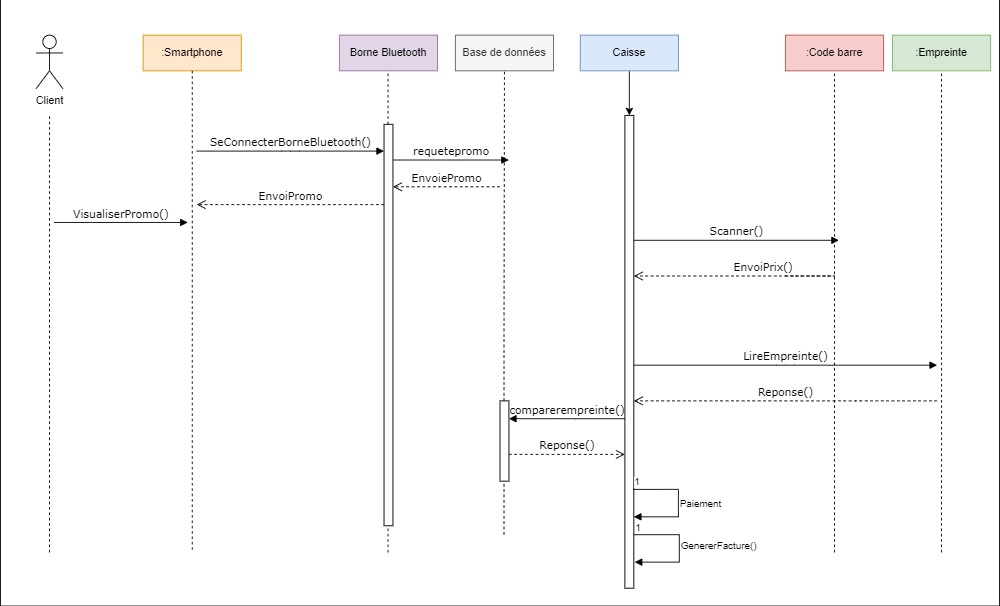 :Smartphone
Borne Bluetooth
Base de données
Caisse
:Code barre
:Empreinte
Client
SeConnecterBorneBluetooth()
requetepromo
EnvoiePromo
EnvoiPromo
VisualiserPromo()
Scanner()
EnvoiPrix()
LireEmpreinte()
Reponse()
comparerempreinte()
Reponse()
1
Paiement
1
GenererFacture()